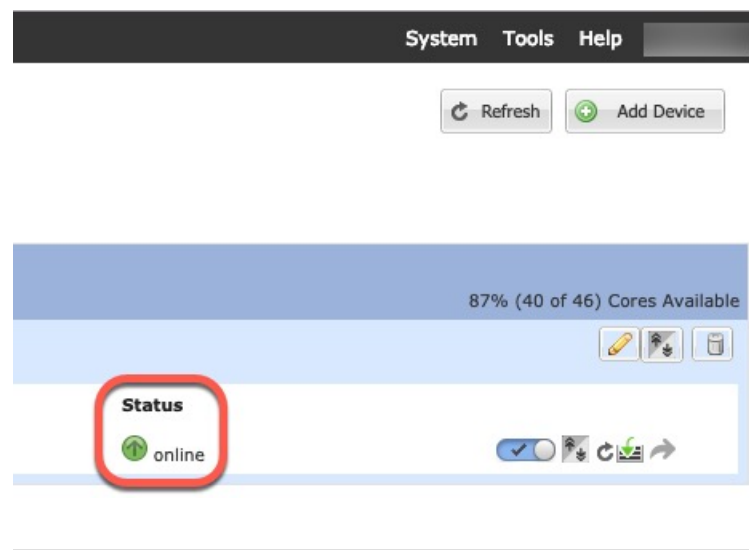 System Tools Help
Refresh Add Device
87% (40 of 46) Cores Available
Status
online